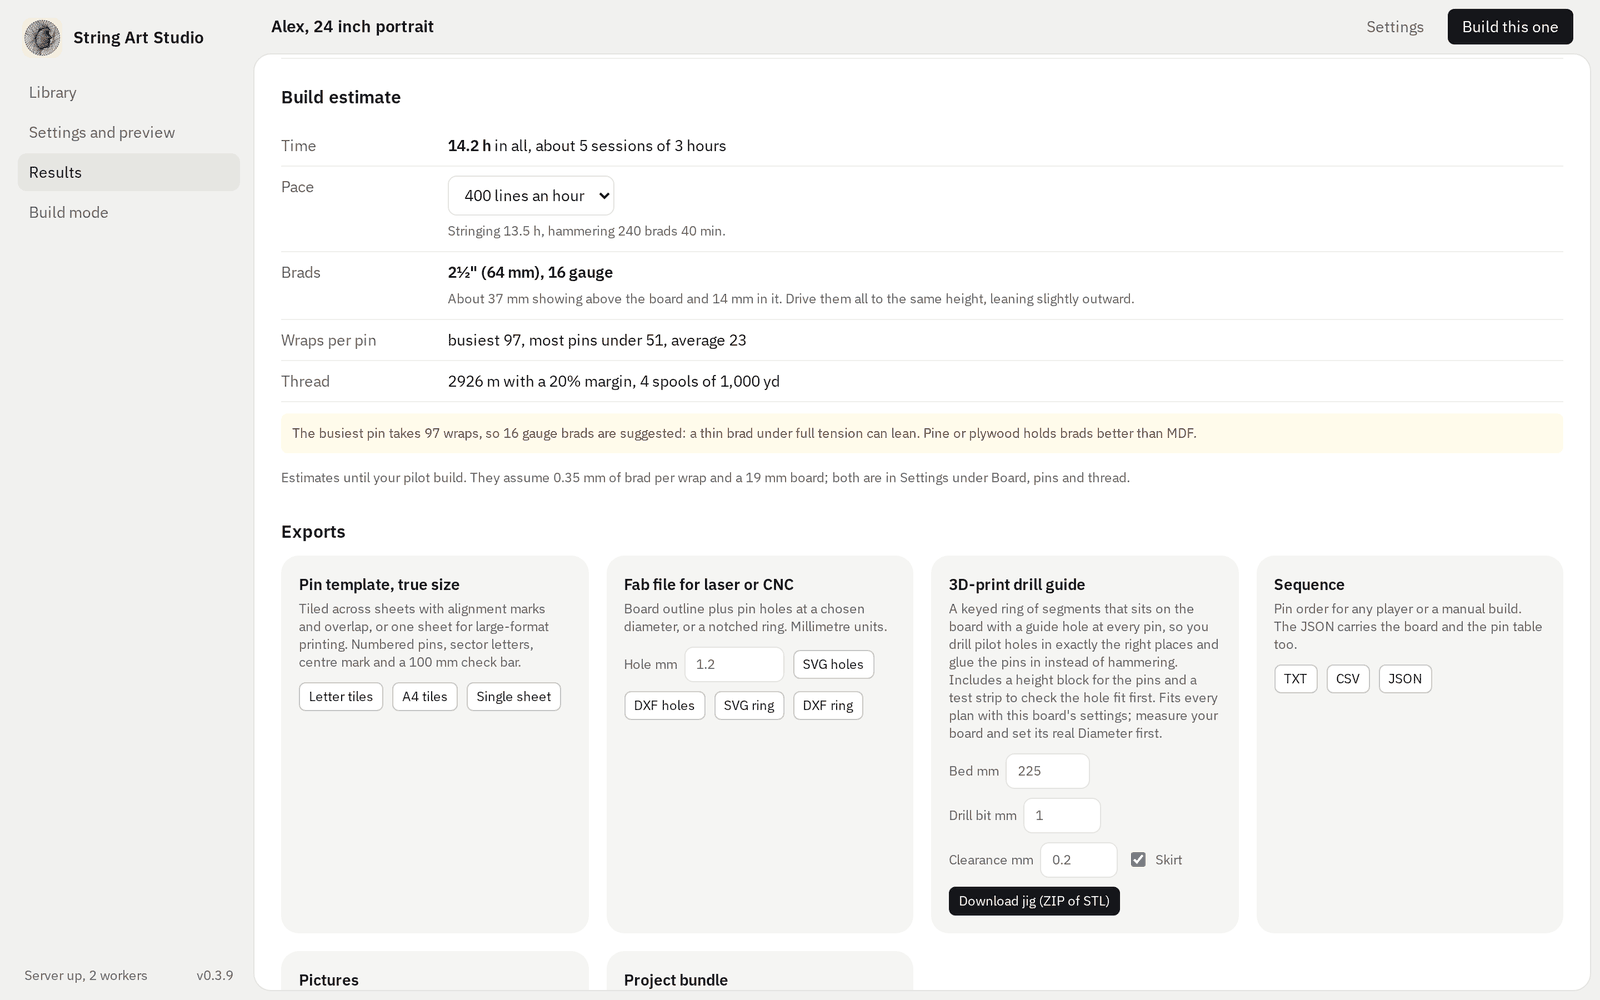 String Art Studio
Library
Settings and preview
Results
Build mode
Server up, 2 workers
v0.3.9
Alex, 24 inch portrait
Settings
Build this one
Build estimate
Time
14.2 h in all, about 5 sessions of 3 hours
Pace
400 lines an hour
Stringing 13.5 h, hammering 240 brads 40 min.
Brads
2½" (64 mm), 16 gauge
About 37 mm showing above the board and 14 mm in it. Drive them all to the same height, leaning slightly outward.
Wraps per pin
busiest 97, most pins under 51, average 23
Thread
2926 m with a 20% margin, 4 spools of 1,000 yd
The busiest pin takes 97 wraps, so 16 gauge brads are suggested: a thin brad under full tension can lean. Pine or plywood holds brads better than MDF.
Estimates until your pilot build. They assume 0.35 mm of brad per wrap and a 19 mm board; both are in Settings under Board, pins and thread.
Exports
Pin template, true size
Tiled across sheets with alignment marks
and overlap, or one sheet for large-format
printing. Numbered pins, sector letters,
centre mark and a 100 mm check bar.
Letter tiles
A4 tiles
Single sheet
Fab file for laser or CNC
Board outline plus pin holes at a chosen
diameter, or a notched ring. Millimetre units.
Hole mm
1.2
SVG holes
DXF holes
SVG ring
DXF ring
3D-print drill guide
A keyed ring of segments that sits on the
board with a guide hole at every pin, so you
drill pilot holes in exactly the right places and
glue the pins in instead of hammering.
Includes a height block for the pins and a
test strip to check the hole fit first. Fits every
plan with this board's settings; measure your
board and set its real Diameter first.
Bed mm
225
Drill bit mm
1
Clearance mm
0.2
Skirt
Download jig (ZIP of STL)
Sequence
Pin order for any player or a manual build.
The JSON carries the board and the pin table
too.
TXT
CSV
JSON
Pictures
Project bundle